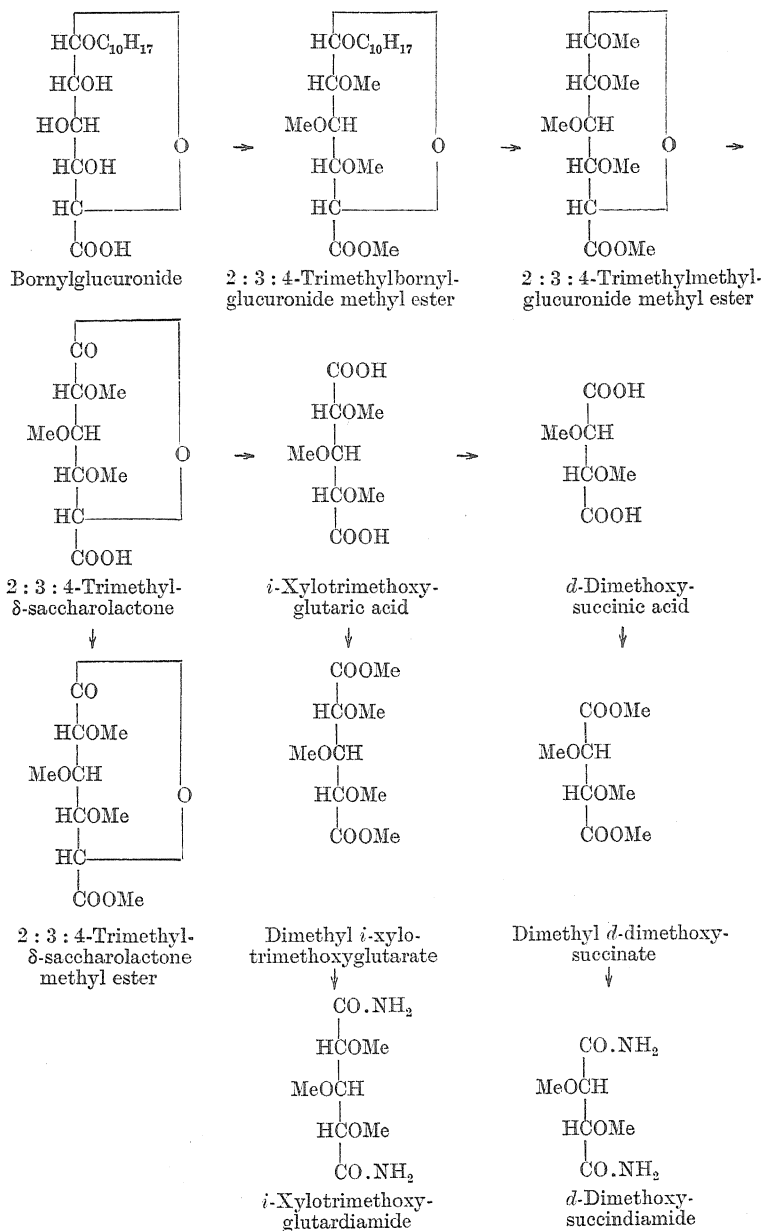 HCOC₁₀H₁₇ HCOC₁₀H₁₇ HCOMe
HCOH HCOMe HCOMe
HOCH MeOCH MeOCH
O → O → O →
HCOH HCOMe HCOMe
HC HC HC
COOH COOMe COOMe
Bornylglucuronide 2 : 3 : 4-Trimethylbornyl- 2 : 3 : 4-Trimethylmethyl-
glucuronide methyl ester glucuronide methyl ester
CO
COOH
HCOMe COOH
HCOMe
MeOCH MeOCH
O → MeOCH →
HCOMe HCOMe
HCOMe
HC COOH
COOH
COOH
2 : 3 : 4-Trimethyl- i-Xylotrimethoxy- d-Dimethoxy-
δ-saccharolactone glutaric acid succinic acid
↓ ↓ ↓
CO COOMe
HCOMe HCOMe COOMe
MeOCH MeOCH MeOCH
O
HCOMe HCOMe HCOMe
HC COOMe COOMe
COOMe
2 : 3 : 4-Trimethyl- Dimethyl i-xylo- Dimethyl d-dimethoxy-
δ-saccharolactone trimethoxyglutarate succinate
methyl ester ↓ ↓
CO.NH₂
HCOMe CO.NH₂
MeOCH MeOCH
HCOMe HCOMe
CO.NH₂ CO.NH₂
i-Xylotrimethoxy- d-Dimethoxy-
glutardiamide succindiamide